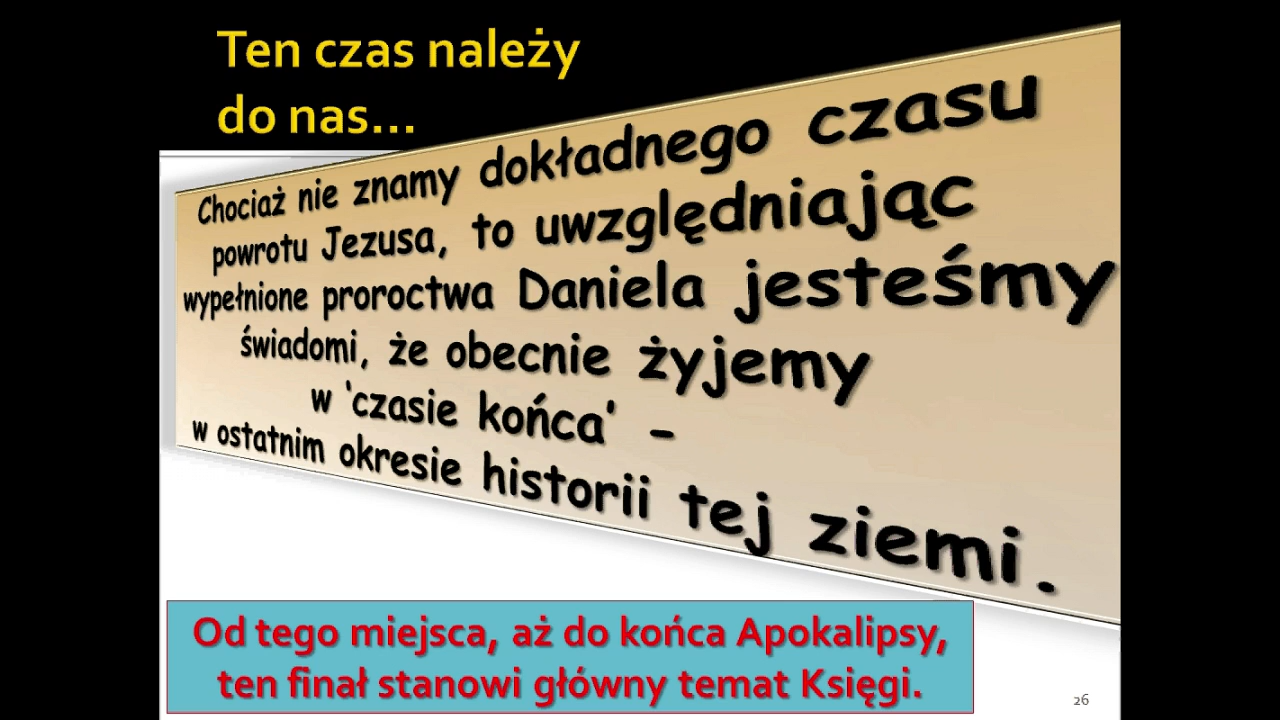 Ten czas należy
do nas...
Chociaż nie znamy dokładnego czasu
powrotu Jezusa, to uwzględniając
wypełnione proroctwa Daniela jesteśmy
świadomi, że obecnie żyjemy
w 'czasie końca' –
w ostatnim okresie historii tej ziemi.
Od tego miejsca, aż do końca Apokalipsy,
ten finał stanowi główny temat Księgi.
26